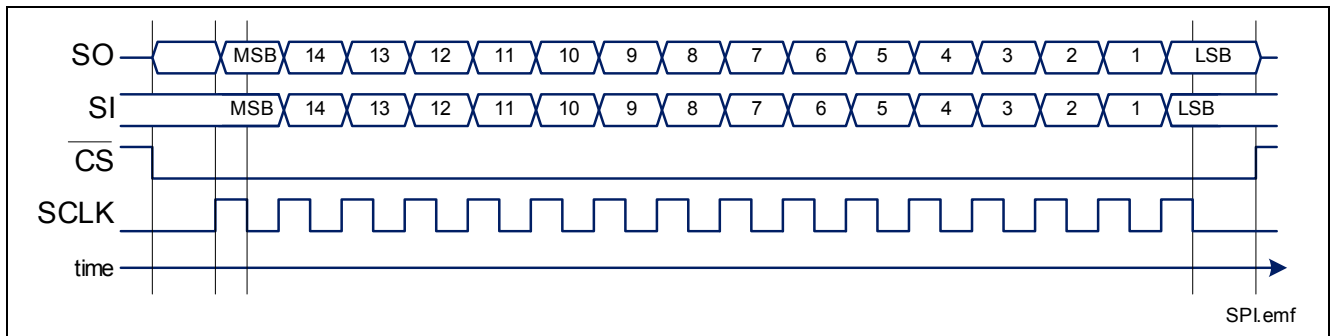 SO MSB 14 13 12 11 10 9 8 7 6 5 4 3 2 1 LSB
SI MSB 14 13 12 11 10 9 8 7 6 5 4 3 2 1 LSB
CS
SCLK
time
SPI.emf